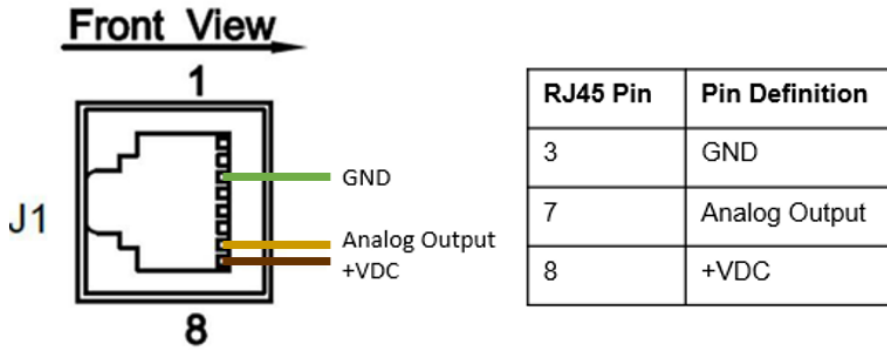 Front View
1
J1
GND
Analog Output
+VDC
8
RJ45 Pin Pin Definition
3 GND
7 Analog Output
8 +VDC